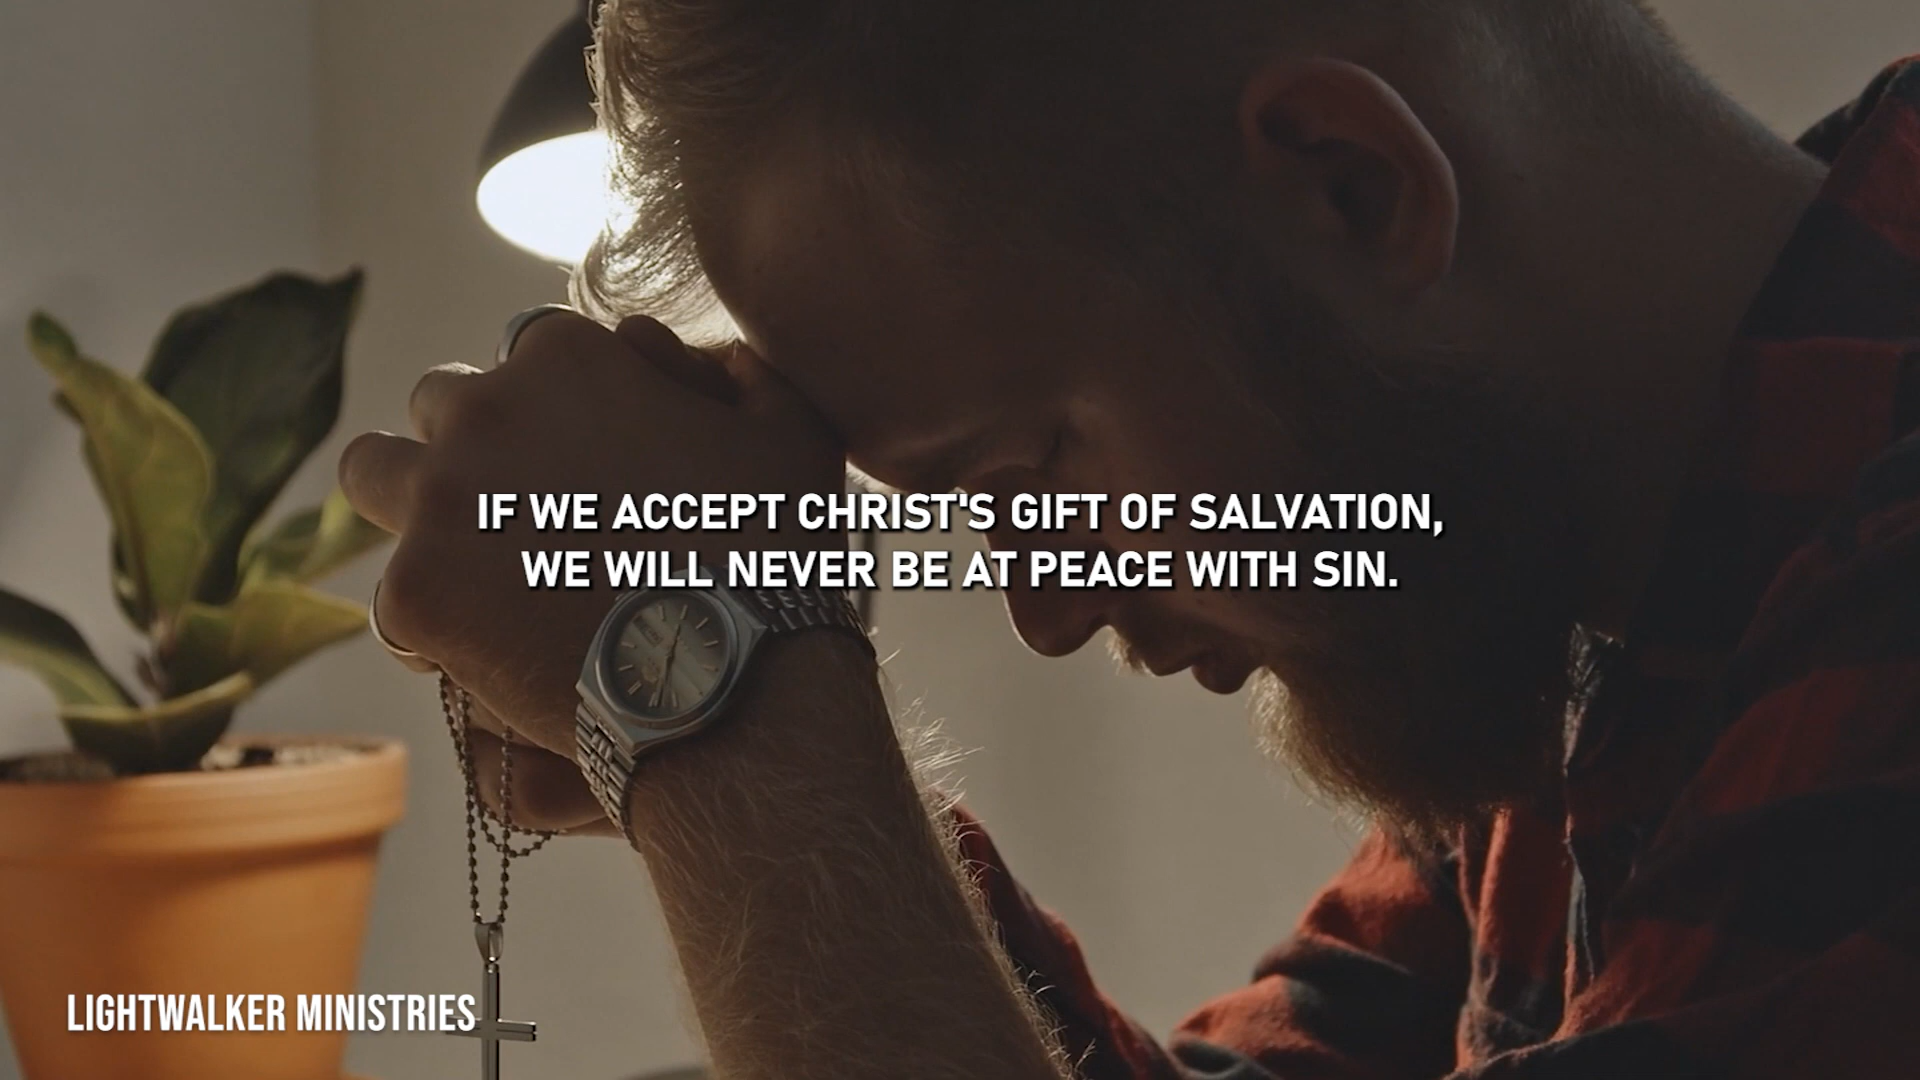 IF WE ACCEPT CHRIST'S GIFT OF SALVATION,
WE WILL NEVER BE AT PEACE WITH SIN.
LIGHTWALKER MINISTRIES